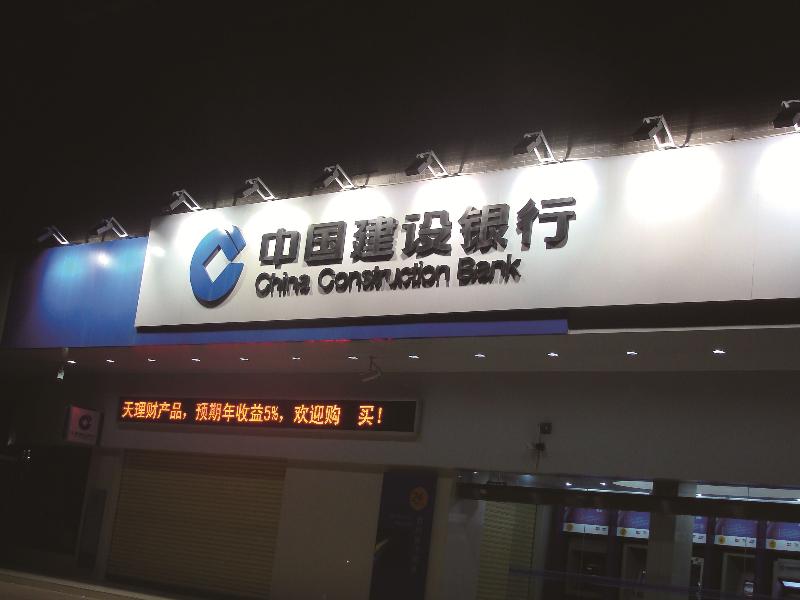 中国建设银行
China Construction Bank
天理财产品，预期年收益5%，欢迎购 买！
24